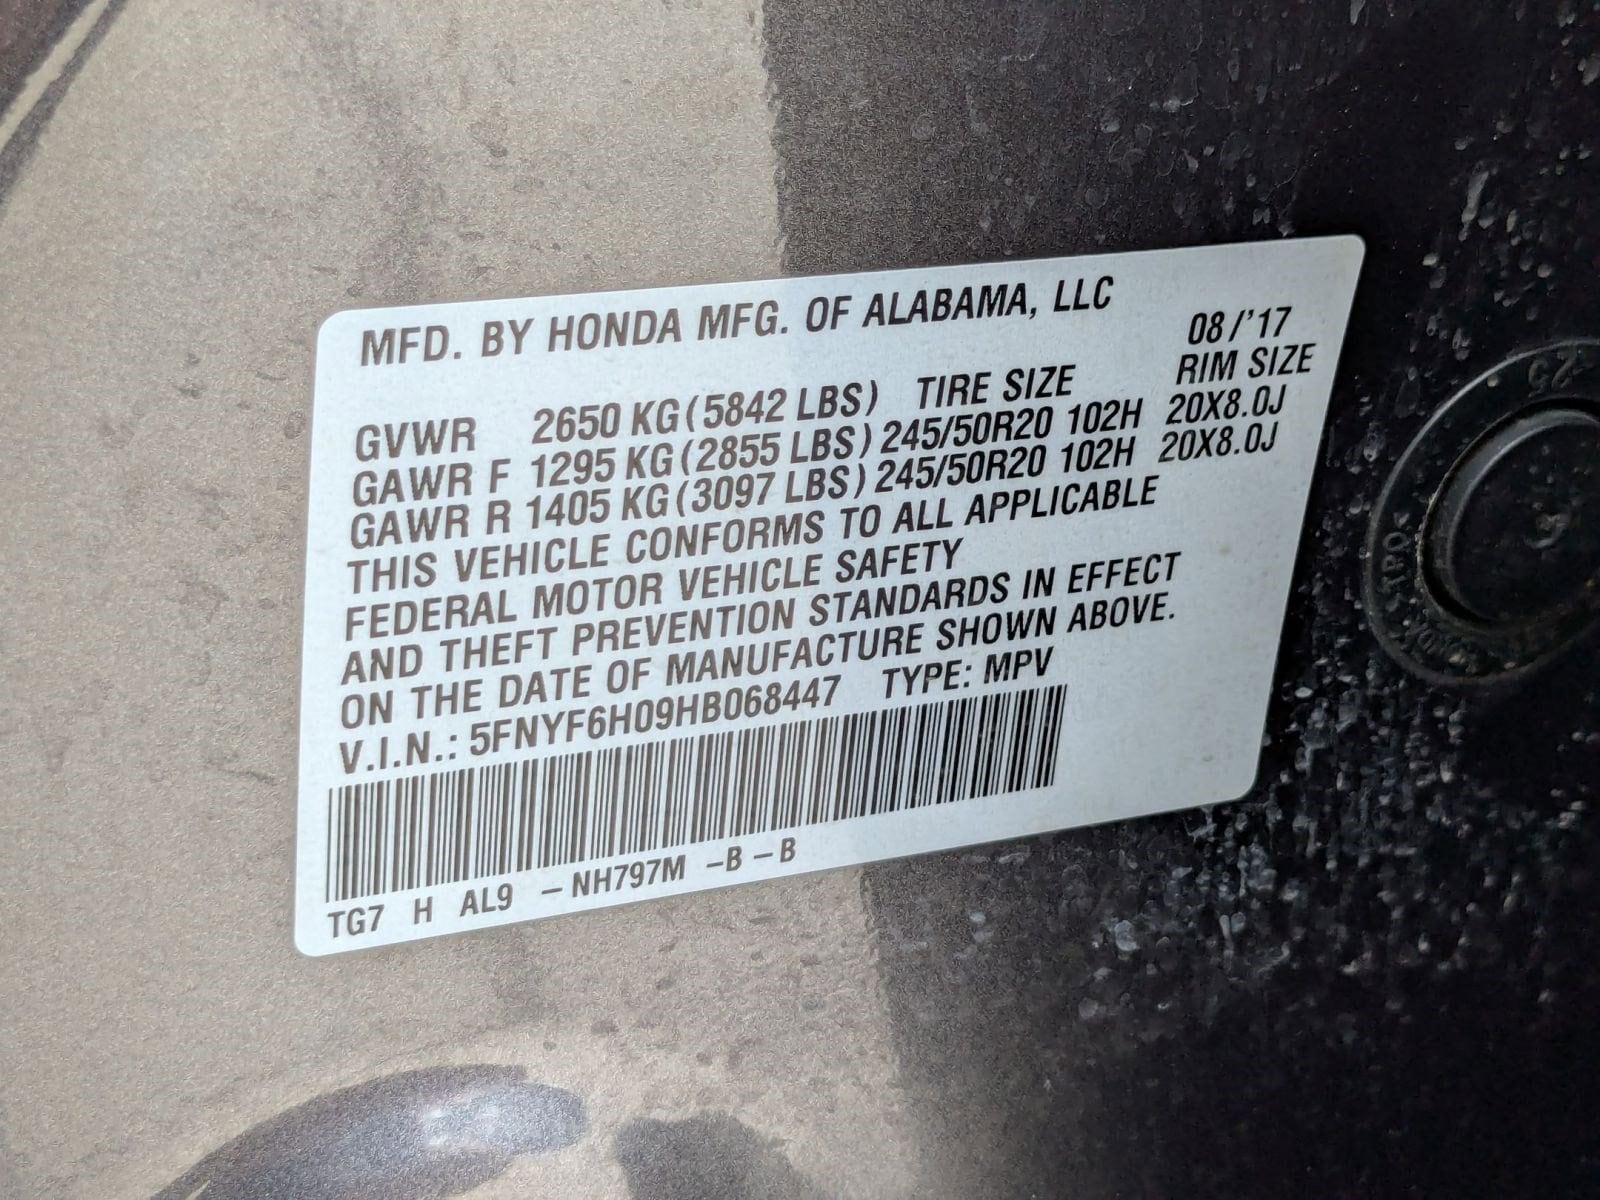 MFD. BY HONDA MFG. OF ALABAMA, LLC
08/'17
GVWR 2650 KG (5842 LBS) TIRE SIZE RIM SIZE
GAWR F 1295 KG (2855 LBS) 245/50R20 102H 20X8.0J
GAWR R 1405 KG (3097 LBS) 245/50R20 102H 20X8.0J
THIS VEHICLE CONFORMS TO ALL APPLICABLE
FEDERAL MOTOR VEHICLE SAFETY
AND THEFT PREVENTION STANDARDS IN EFFECT
ON THE DATE OF MANUFACTURE SHOWN ABOVE.
V.I.N.: 5FNYF6H09HB068447 TYPE: MPV
TG7 H AL9 –NH797M –B –B